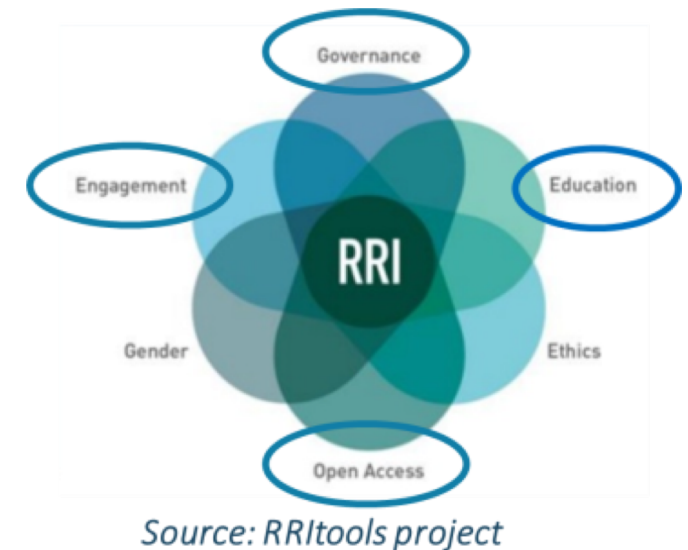 Governance
Engagement
Education
RRI
Gender
Ethics
Open Access
Source: RRItools project